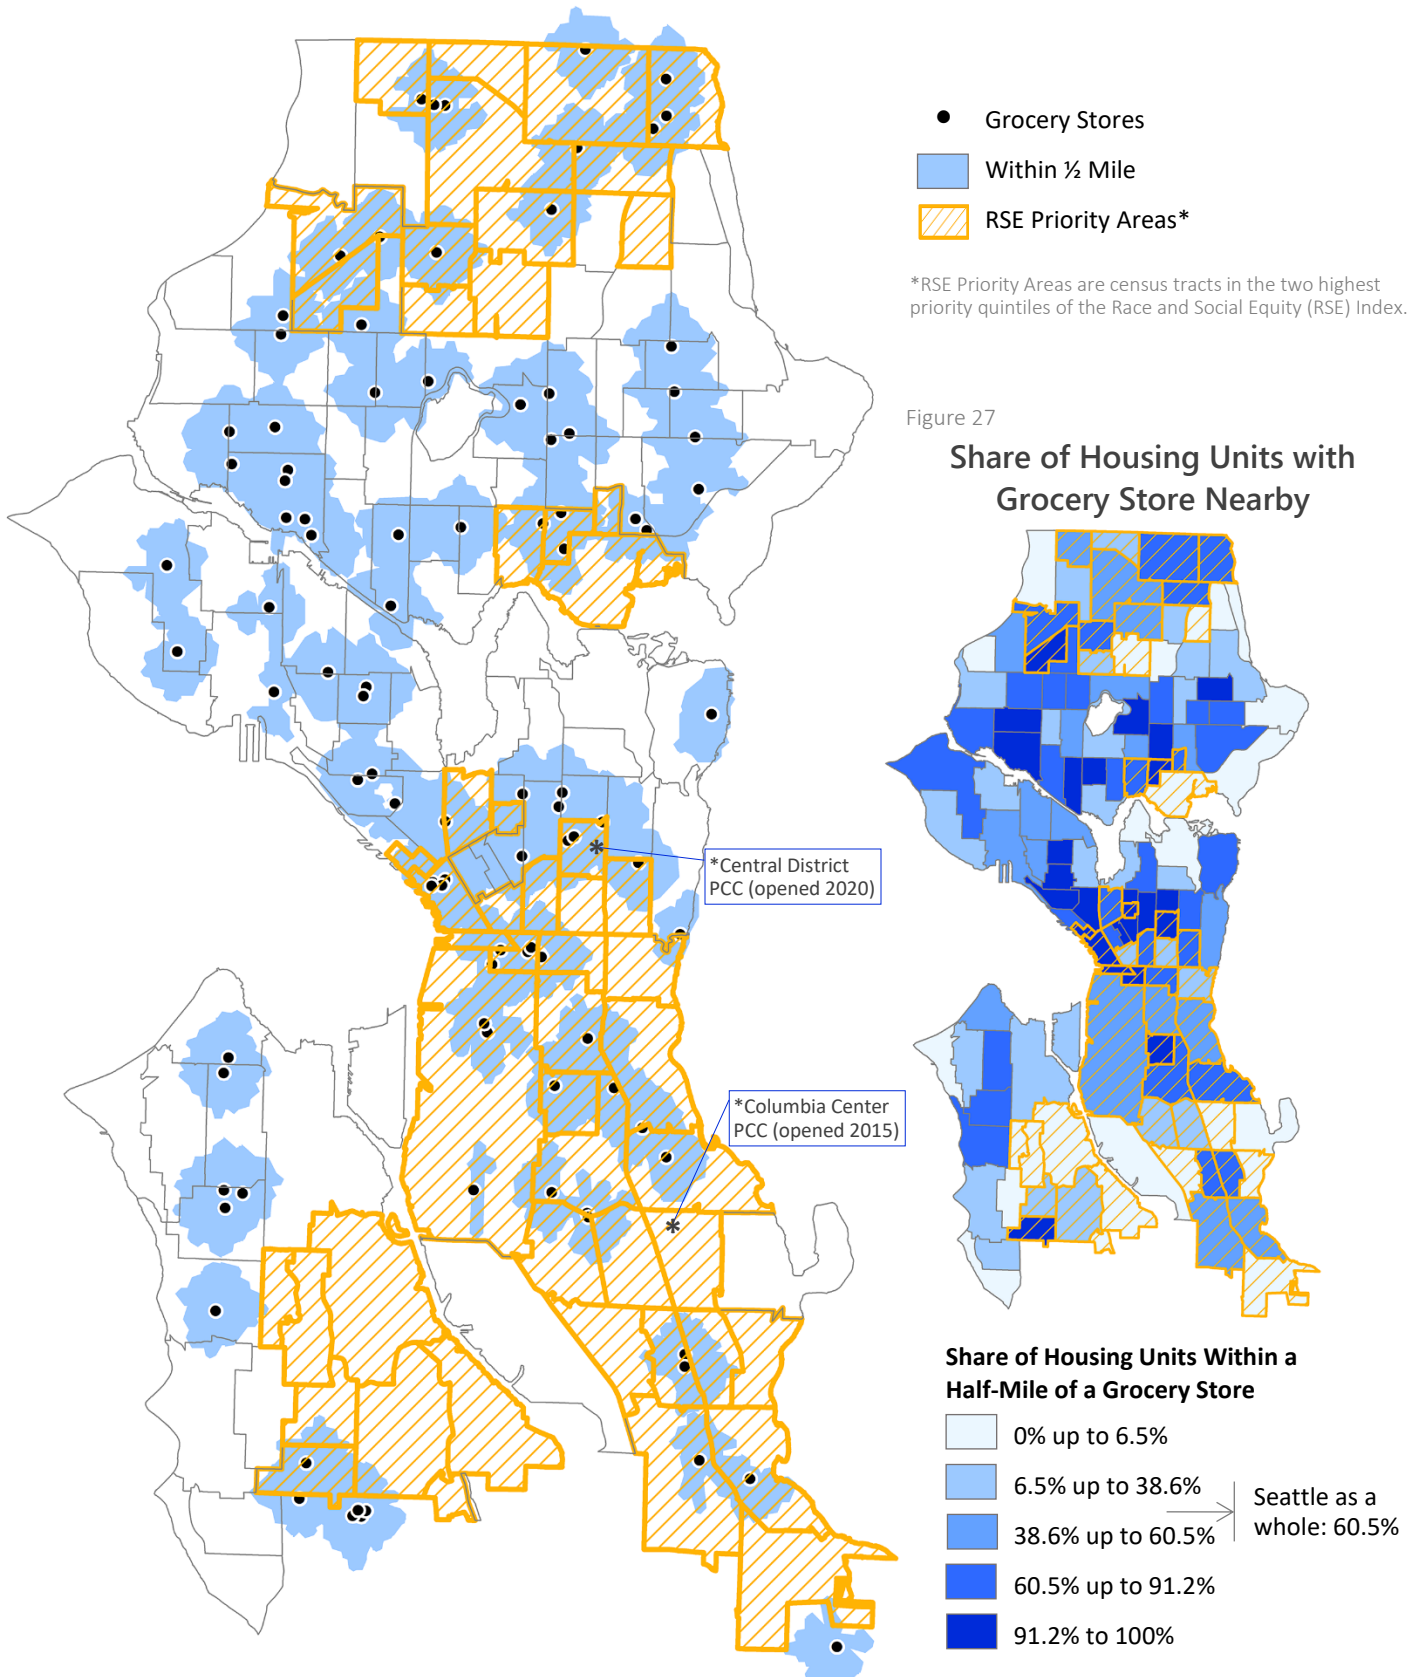 Grocery Stores
Within ½ Mile
RSE Priority Areas*
*RSE Priority Areas are census tracts in the two highest
priority quintiles of the Race and Social Equity (RSE) Index.
Figure 27
Share of Housing Units with
Grocery Store Nearby
*Central District
PCC (opened 2020)
*Columbia Center
PCC (opened 2015)
Share of Housing Units Within a
Half-Mile of a Grocery Store
0% up to 6.5%
6.5% up to 38.6%
38.6% up to 60.5%
60.5% up to 91.2%
91.2% to 100%
Seattle as a
whole: 60.5%